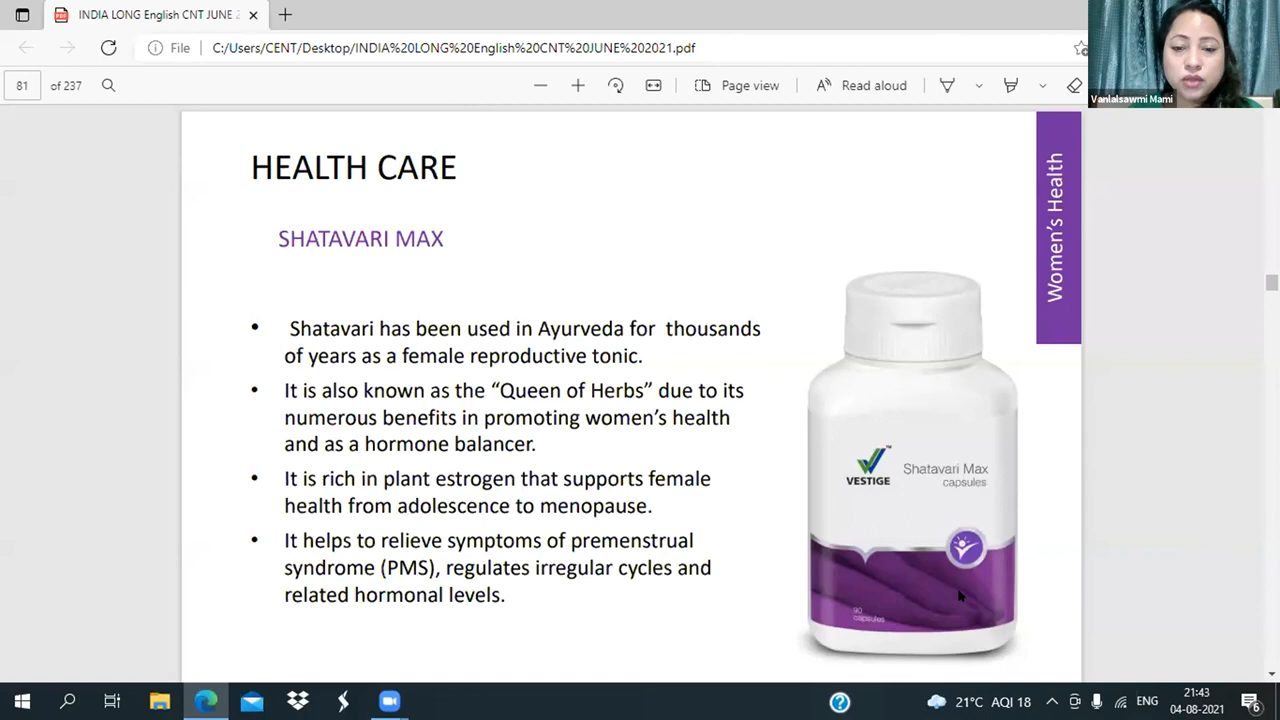 INDIA LONG English CNT JUNE 2
File C:/Users/CENT/Desktop/INDIA%20LONG%20English%20CNT%20JUNE%202021.pdf
81 of 237
Page view
Read aloud
Vanlalsawmi Mami
HEALTH CARE
Women's Health
SHATAVARI MAX
• Shatavari has been used in Ayurveda for thousands
of years as a female reproductive tonic.
• It is also known as the “Queen of Herbs” due to its
numerous benefits in promoting women’s health
and as a hormone balancer.
• It is rich in plant estrogen that supports female
health from adolescence to menopause.
• It helps to relieve symptoms of premenstrual
syndrome (PMS), regulates irregular cycles and
related hormonal levels.
VESTIGE
Shatavari Max
capsules
90
capsules
21°C AQI 18
ENG
21:43
04-08-2021
6